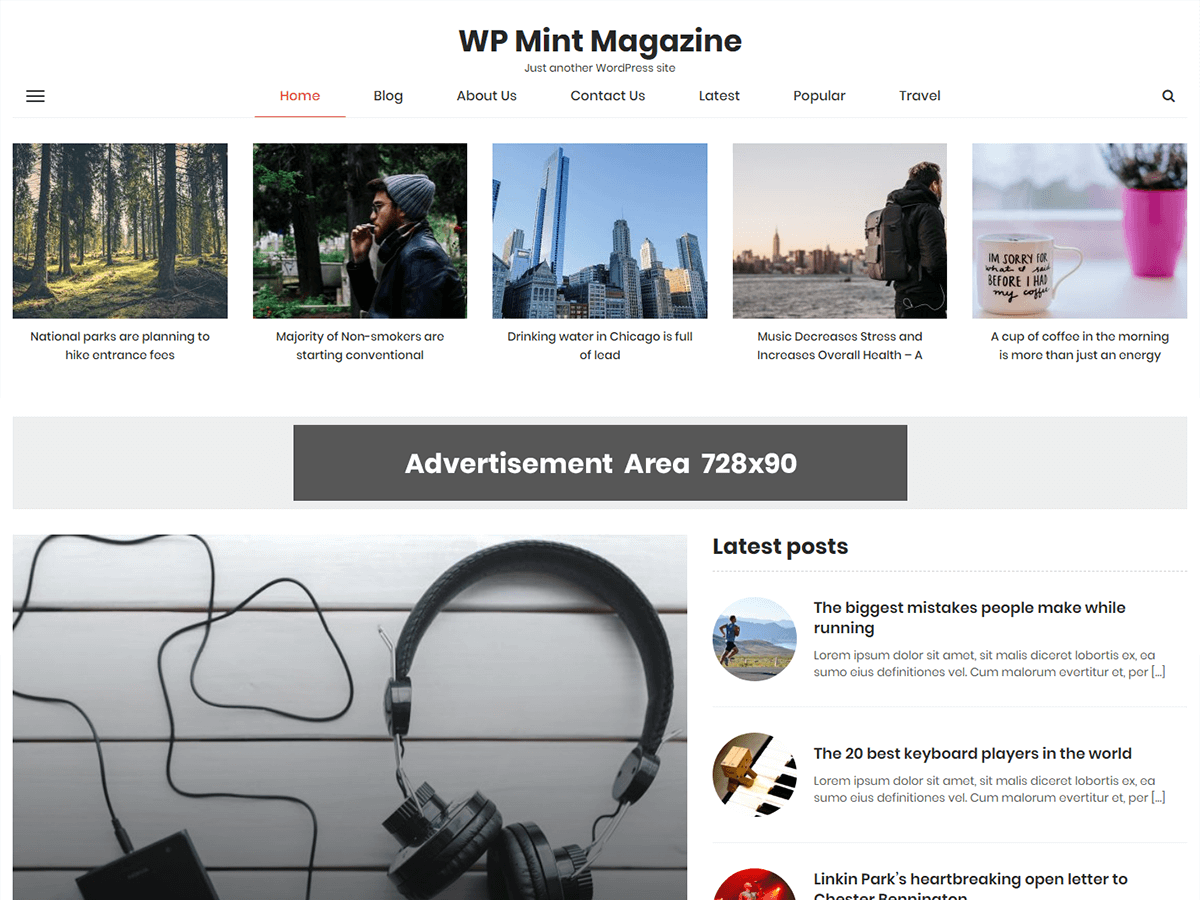 WP Mint Magazine
Just another WordPress site
Home Blog About Us Contact Us Latest Popular Travel
IM SORRY FOR
what I said
BEFORE I HAD
my coffee
National parks are planning to
hike entrance fees
Majority of Non-smokers are
starting conventional
Drinking water in Chicago is full
of lead
Music Decreases Stress and
Increases Overall Health – A
A cup of coffee in the morning
is more than just an energy
Advertisement Area 728x90
Latest posts
The biggest mistakes people make while
running
Lorem ipsum dolor sit amet, sit malis diceret lobortis ex, ea
sumo eius definitiones vel. Cum malorum evertitur et, per [...]
The 20 best keyboard players in the world
Lorem ipsum dolor sit amet, sit malis diceret lobortis ex, ea
sumo eius definitiones vel. Cum malorum evertitur et, per [...]
Linkin Park’s heartbreaking open letter to
Chester Bennington